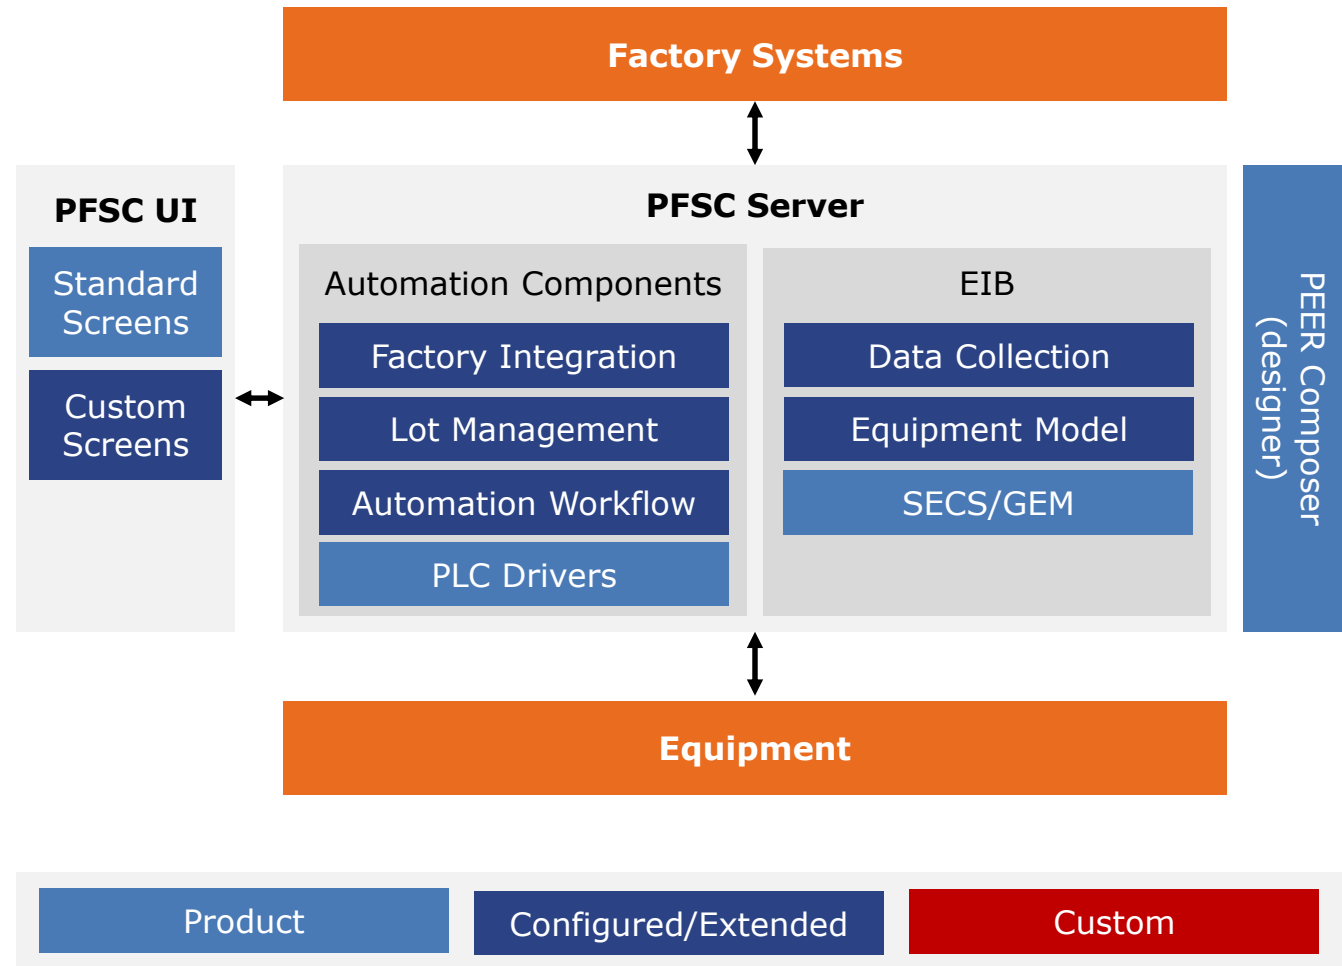 Factory Systems
PFSC UI
Standard
Screens
Custom
Screens
PFSC Server
Automation Components
Factory Integration
Lot Management
Automation Workflow
PLC Drivers
EIB
Data Collection
Equipment Model
SECS/GEM
PEER Composer
(designer)
Equipment
Product
Configured/Extended
Custom